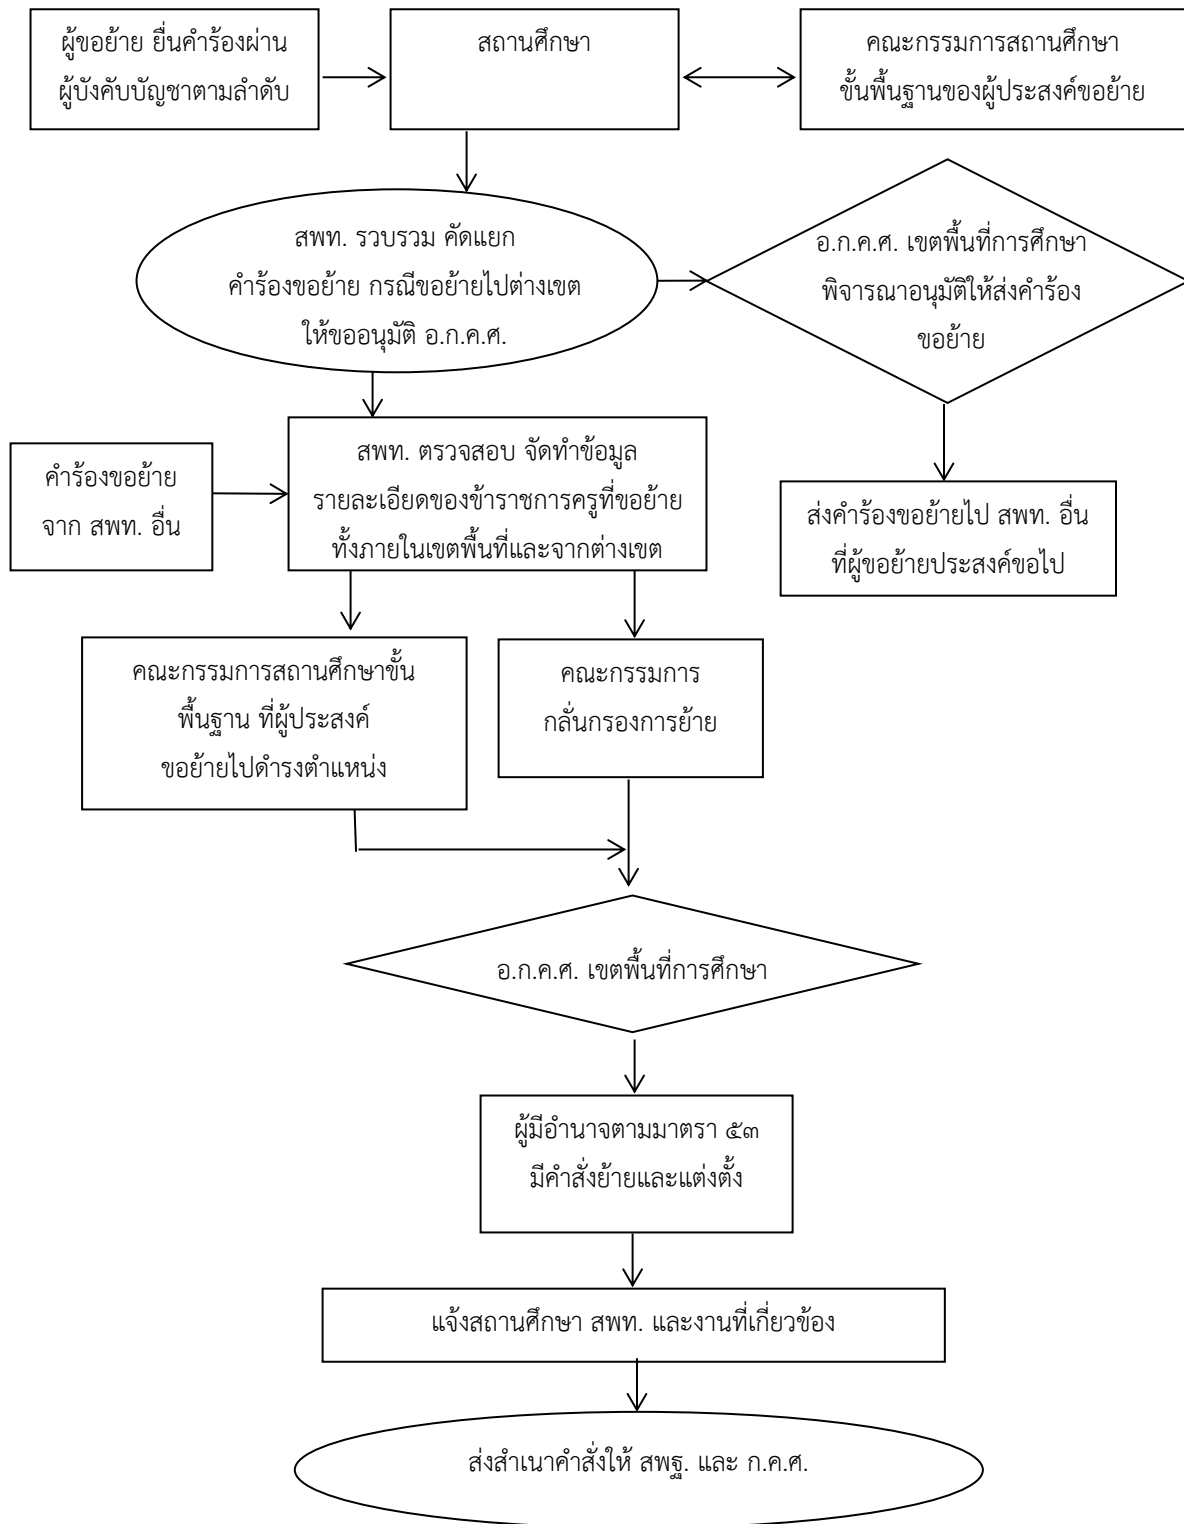 ผู้ขอย้าย ยื่นคำร้องผ่าน
ผู้บังคับบัญชาตามลำดับ
สถานศึกษา
คณะกรรมการสถานศึกษา
ขั้นพื้นฐานของผู้ประสงค์ขอย้าย
สพท. รวบรวม คัดแยก
คำร้องขอย้าย กรณีขอย้ายไปต่างเขต
ให้ขออนุมัติ อ.ก.ค.ศ.
อ.ก.ค.ศ. เขตพื้นที่การศึกษา
พิจารณาอนุมัติให้ส่งคำร้อง
ขอย้าย
คำร้องขอย้าย
จาก สพท. อื่น
สพท. ตรวจสอบ จัดทำข้อมูล
รายละเอียดของข้าราชการครูที่ขอย้าย
ทั้งภายในเขตพื้นที่และจากต่างเขต
ส่งคำร้องขอย้ายไป สพท. อื่น
ที่ผู้ขอย้ายประสงค์ขอไป
คณะกรรมการสถานศึกษาขั้น
พื้นฐาน ที่ผู้ประสงค์
ขอย้ายไปดำรงตำแหน่ง
คณะกรรมการ
กลั่นกรองการย้าย
อ.ก.ค.ศ. เขตพื้นที่การศึกษา
ผู้มีอำนาจตามมาตรา ๕๓
มีคำสั่งย้ายและแต่งตั้ง
แจ้งสถานศึกษา สพท. และงานที่เกี่ยวข้อง
ส่งสำเนาคำสั่งให้ สพฐ. และ ก.ค.ศ.